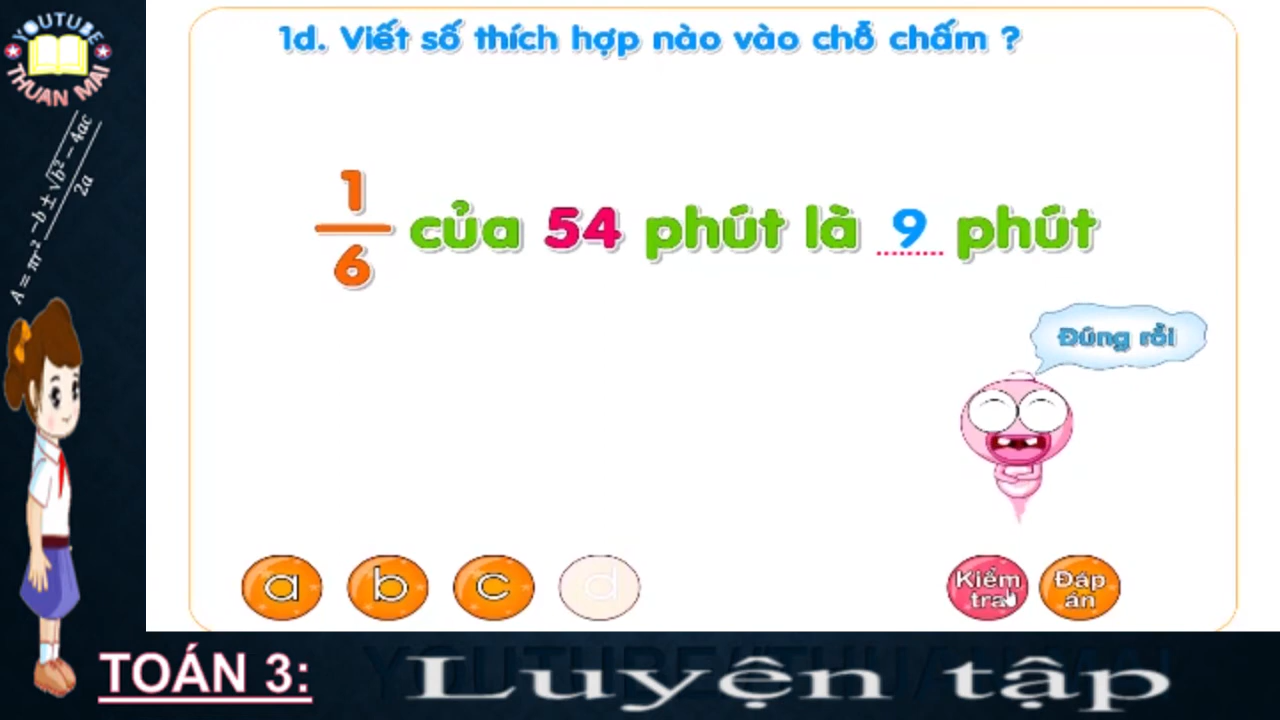 YOUTUBE
THUAN MAI
A = πr²
−b ± √b² − 4ac
2a
1d. Viết số thích hợp nào vào chỗ chấm ?
1
6
của 54 phút là 9 phút
Đúng rồi
a b c d
Kiểm tra
Đáp án
TOÁN 3: Luyện tập